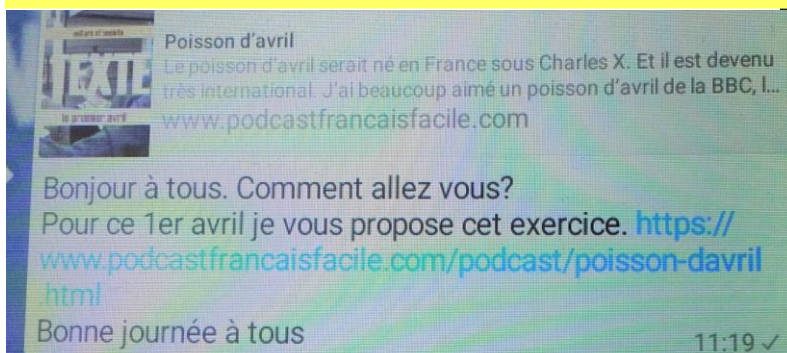 Poisson d'avril
Le poisson d'avril serait né en France sous Charles X. Et il est devenu
très international. J'ai beaucoup aimé un poisson d'avril de la BBC, l...
www.podcastfrancaisfacile.com
Bonjour à tous. Comment allez vous?
Pour ce 1er avril je vous propose cet exercice. https://
www.podcastfrancaisfacile.com/podcast/poisson-davril
.html
Bonne journée à tous
11:19